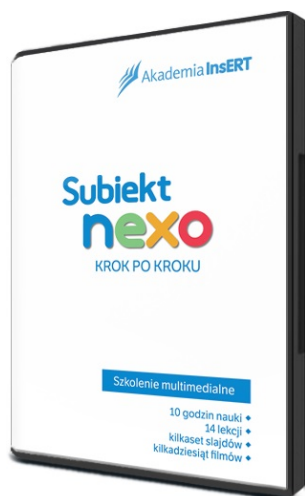 Akademia InsERT
Subiekt
nexo
KROK PO KROKU
Szkolenie multimedialne
10 godzin nauki
14 lekcji
kilkaset slajdów
kilkadziesiąt filmów